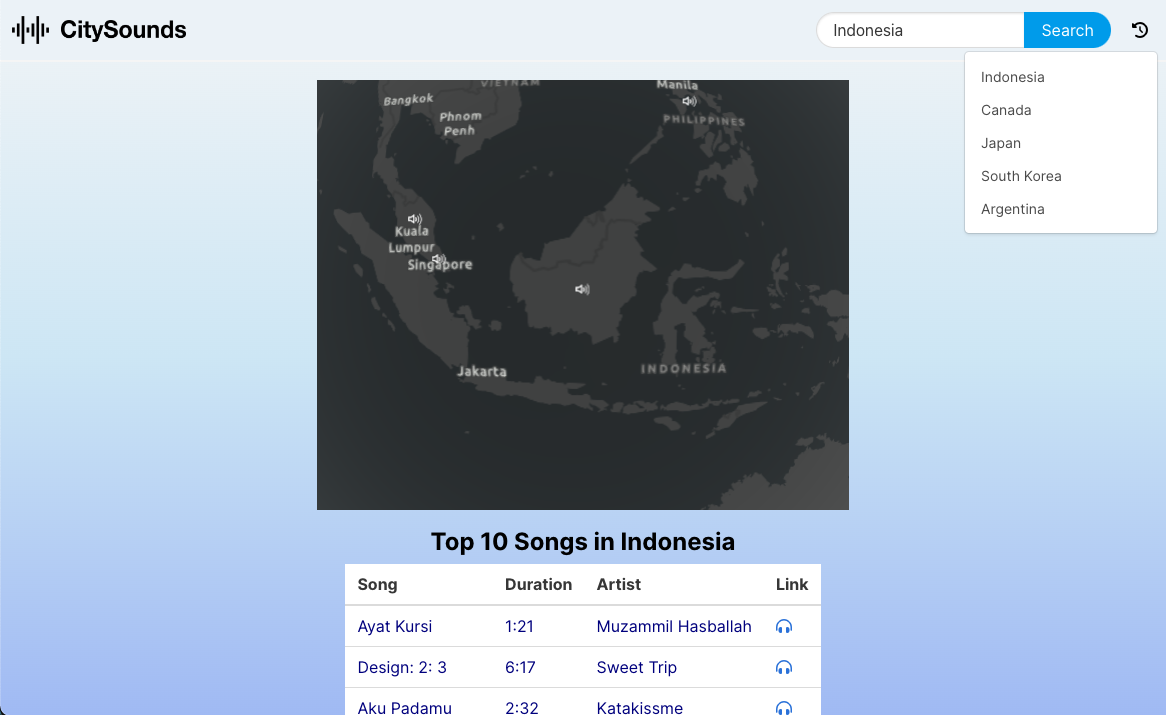 CitySounds
Indonesia
Search
Indonesia
Canada
Japan
South Korea
Argentina
VIETNAM
Manila
Bangkok
Phnom
Penh
PHILIPPINES
Kuala
Lumpur
Singapore
Jakarta
INDONESIA
Top 10 Songs in Indonesia
Song Duration Artist Link
Ayat Kursi 1:21 Muzammil Hasballah
Design: 2: 3 6:17 Sweet Trip
Aku Padamu 2:32 Katakissme